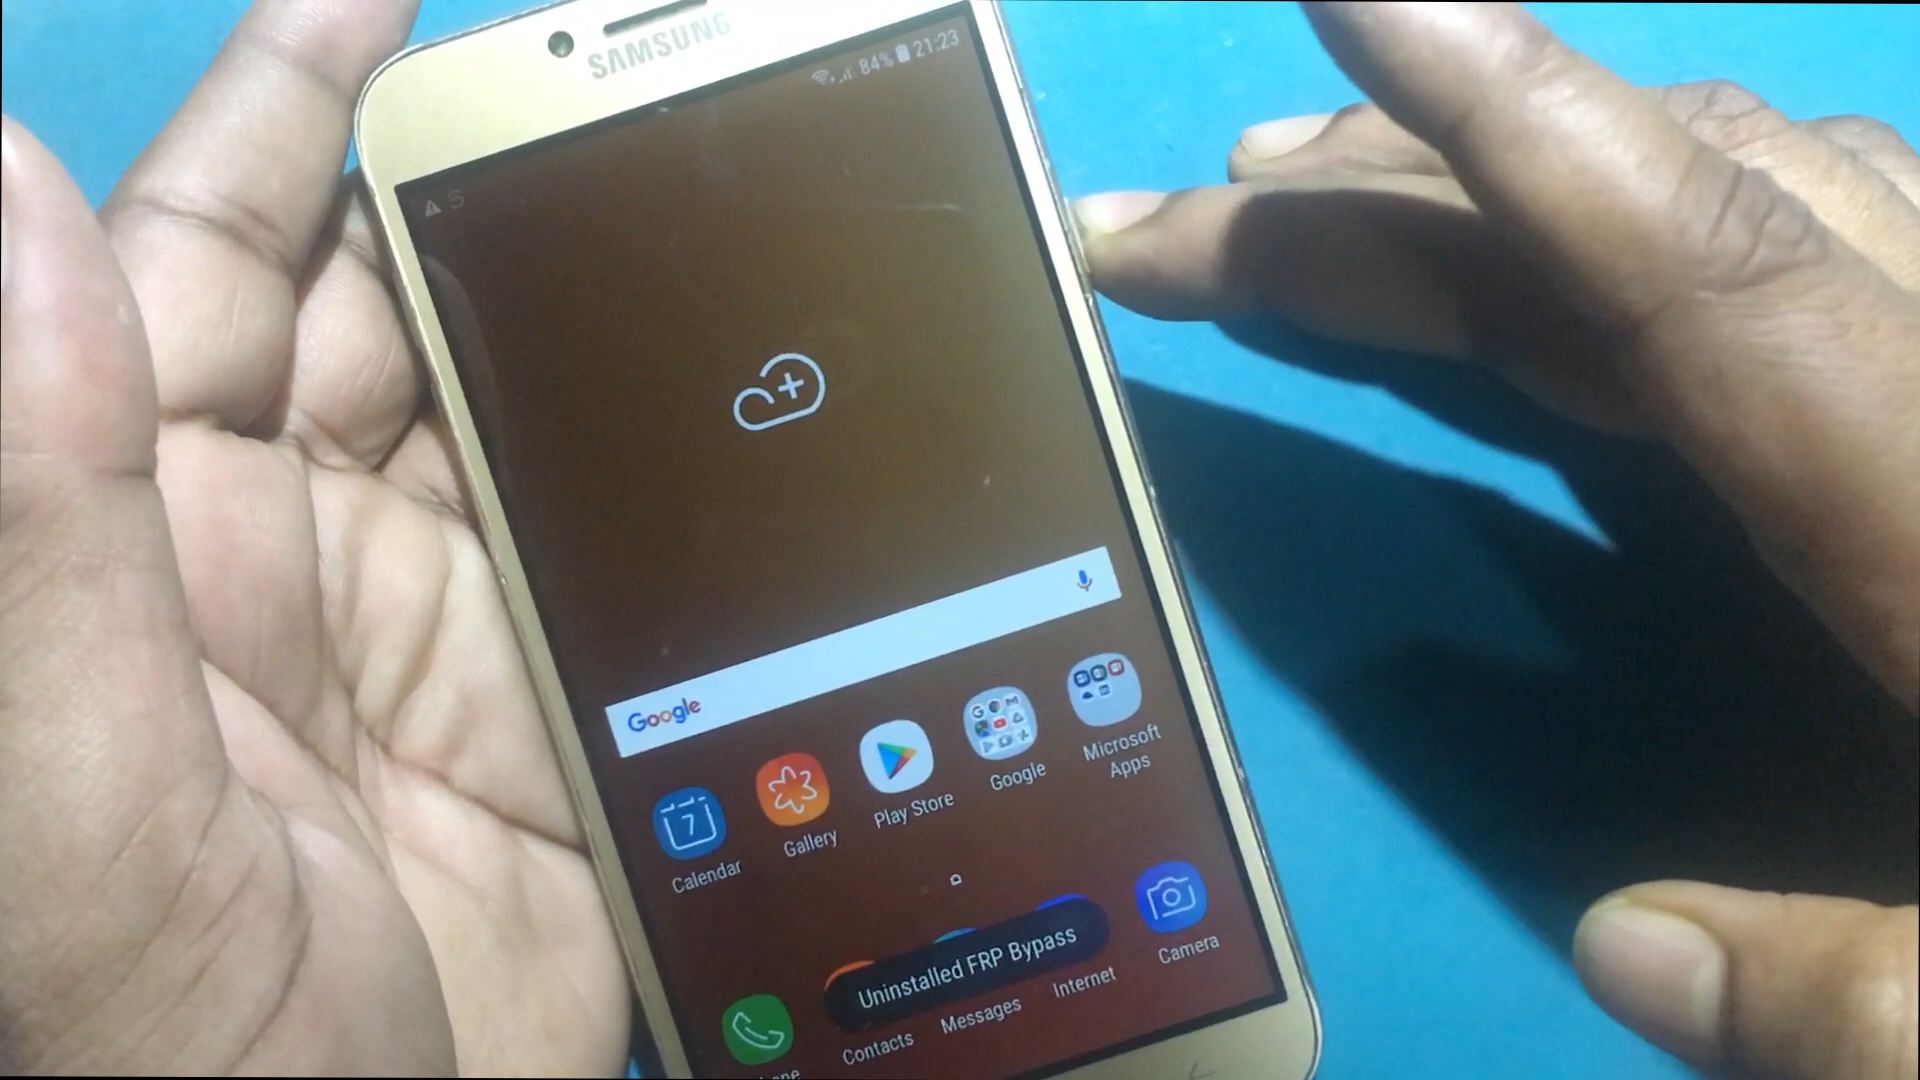 SAMSUNG
84% 21:23
Google
7
Calendar
Gallery
Play Store
Google
Microsoft
Apps
Uninstalled FRP Bypass
Contacts
Messages
Internet
Camera